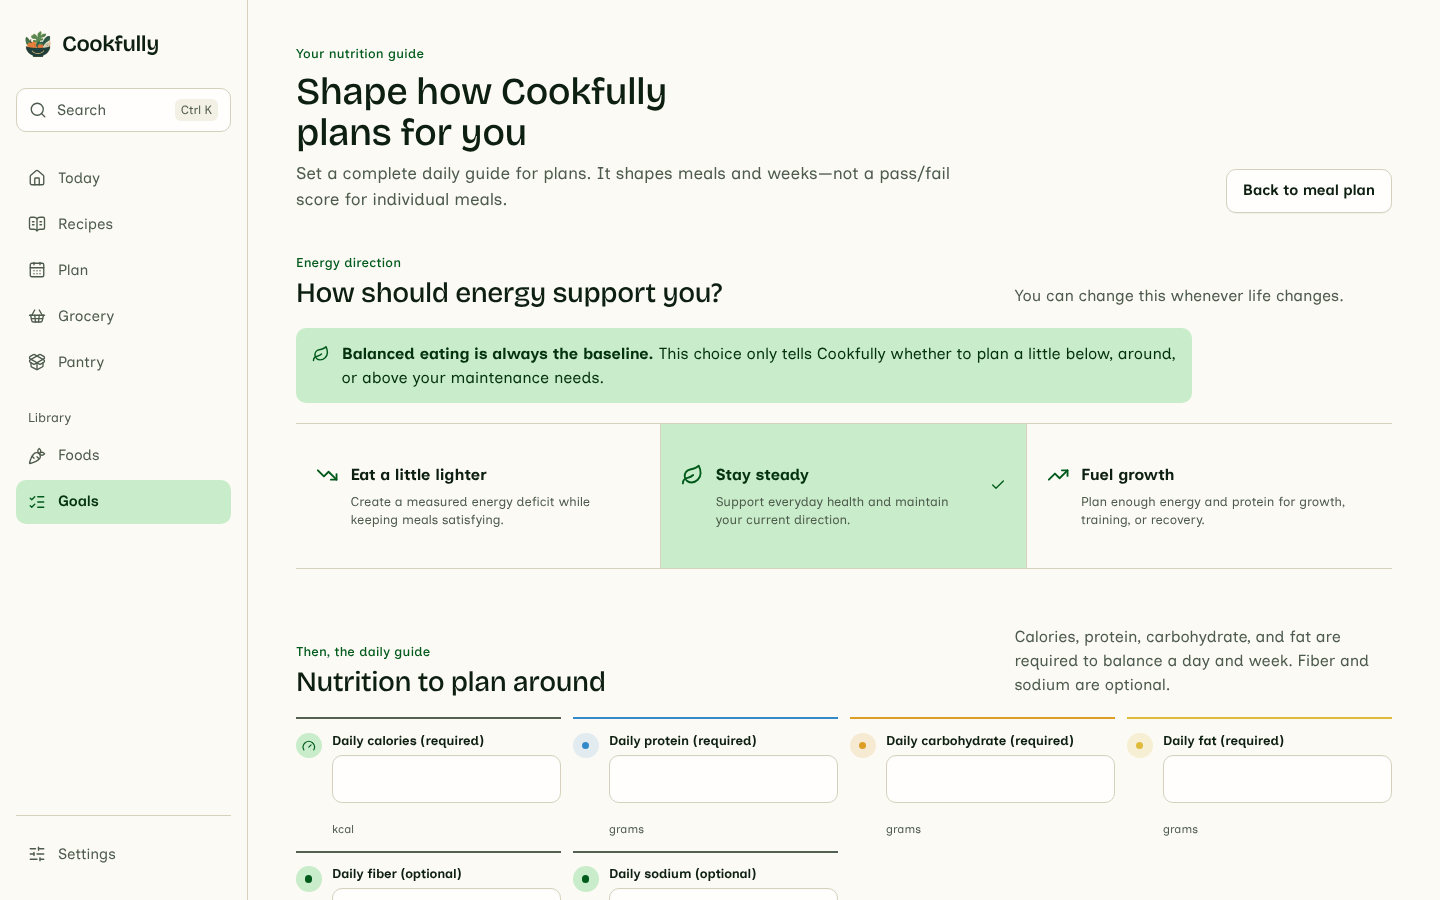 Cookfully
Search
Ctrl K
Today
Recipes
Plan
Grocery
Pantry
Library
Foods
Goals
Settings
Your nutrition guide
Shape how Cookfully
plans for you
Set a complete daily guide for plans. It shapes meals and weeks—not a pass/fail
score for individual meals.
Back to meal plan
Energy direction
How should energy support you?
You can change this whenever life changes.
Balanced eating is always the baseline. This choice only tells Cookfully whether to plan a little below, around,
or above your maintenance needs.
Eat a little lighter
Create a measured energy deficit while
keeping meals satisfying.
Stay steady
Support everyday health and maintain
your current direction.
Fuel growth
Plan enough energy and protein for growth,
training, or recovery.
Then, the daily guide
Nutrition to plan around
Calories, protein, carbohydrate, and fat are
required to balance a day and week. Fiber and
sodium are optional.
Daily calories (required)
kcal
Daily protein (required)
grams
Daily carbohydrate (required)
grams
Daily fat (required)
grams
Daily fiber (optional)
Daily sodium (optional)